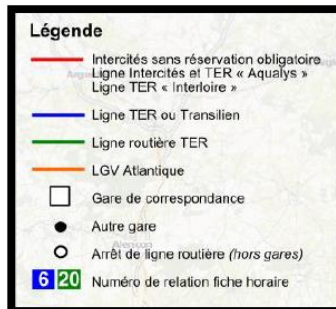 Légende
Intercités sans réservation obligatoire
Ligne Intercités et TER « Aqualys »
Ligne TER « Interloire »
Ligne TER ou Transilien
Ligne routière TER
LGV Atlantique
Gare de correspondance
Autre gare
Arrêt de ligne routière (hors gares)
6 20 Numéro de relation fiche horaire